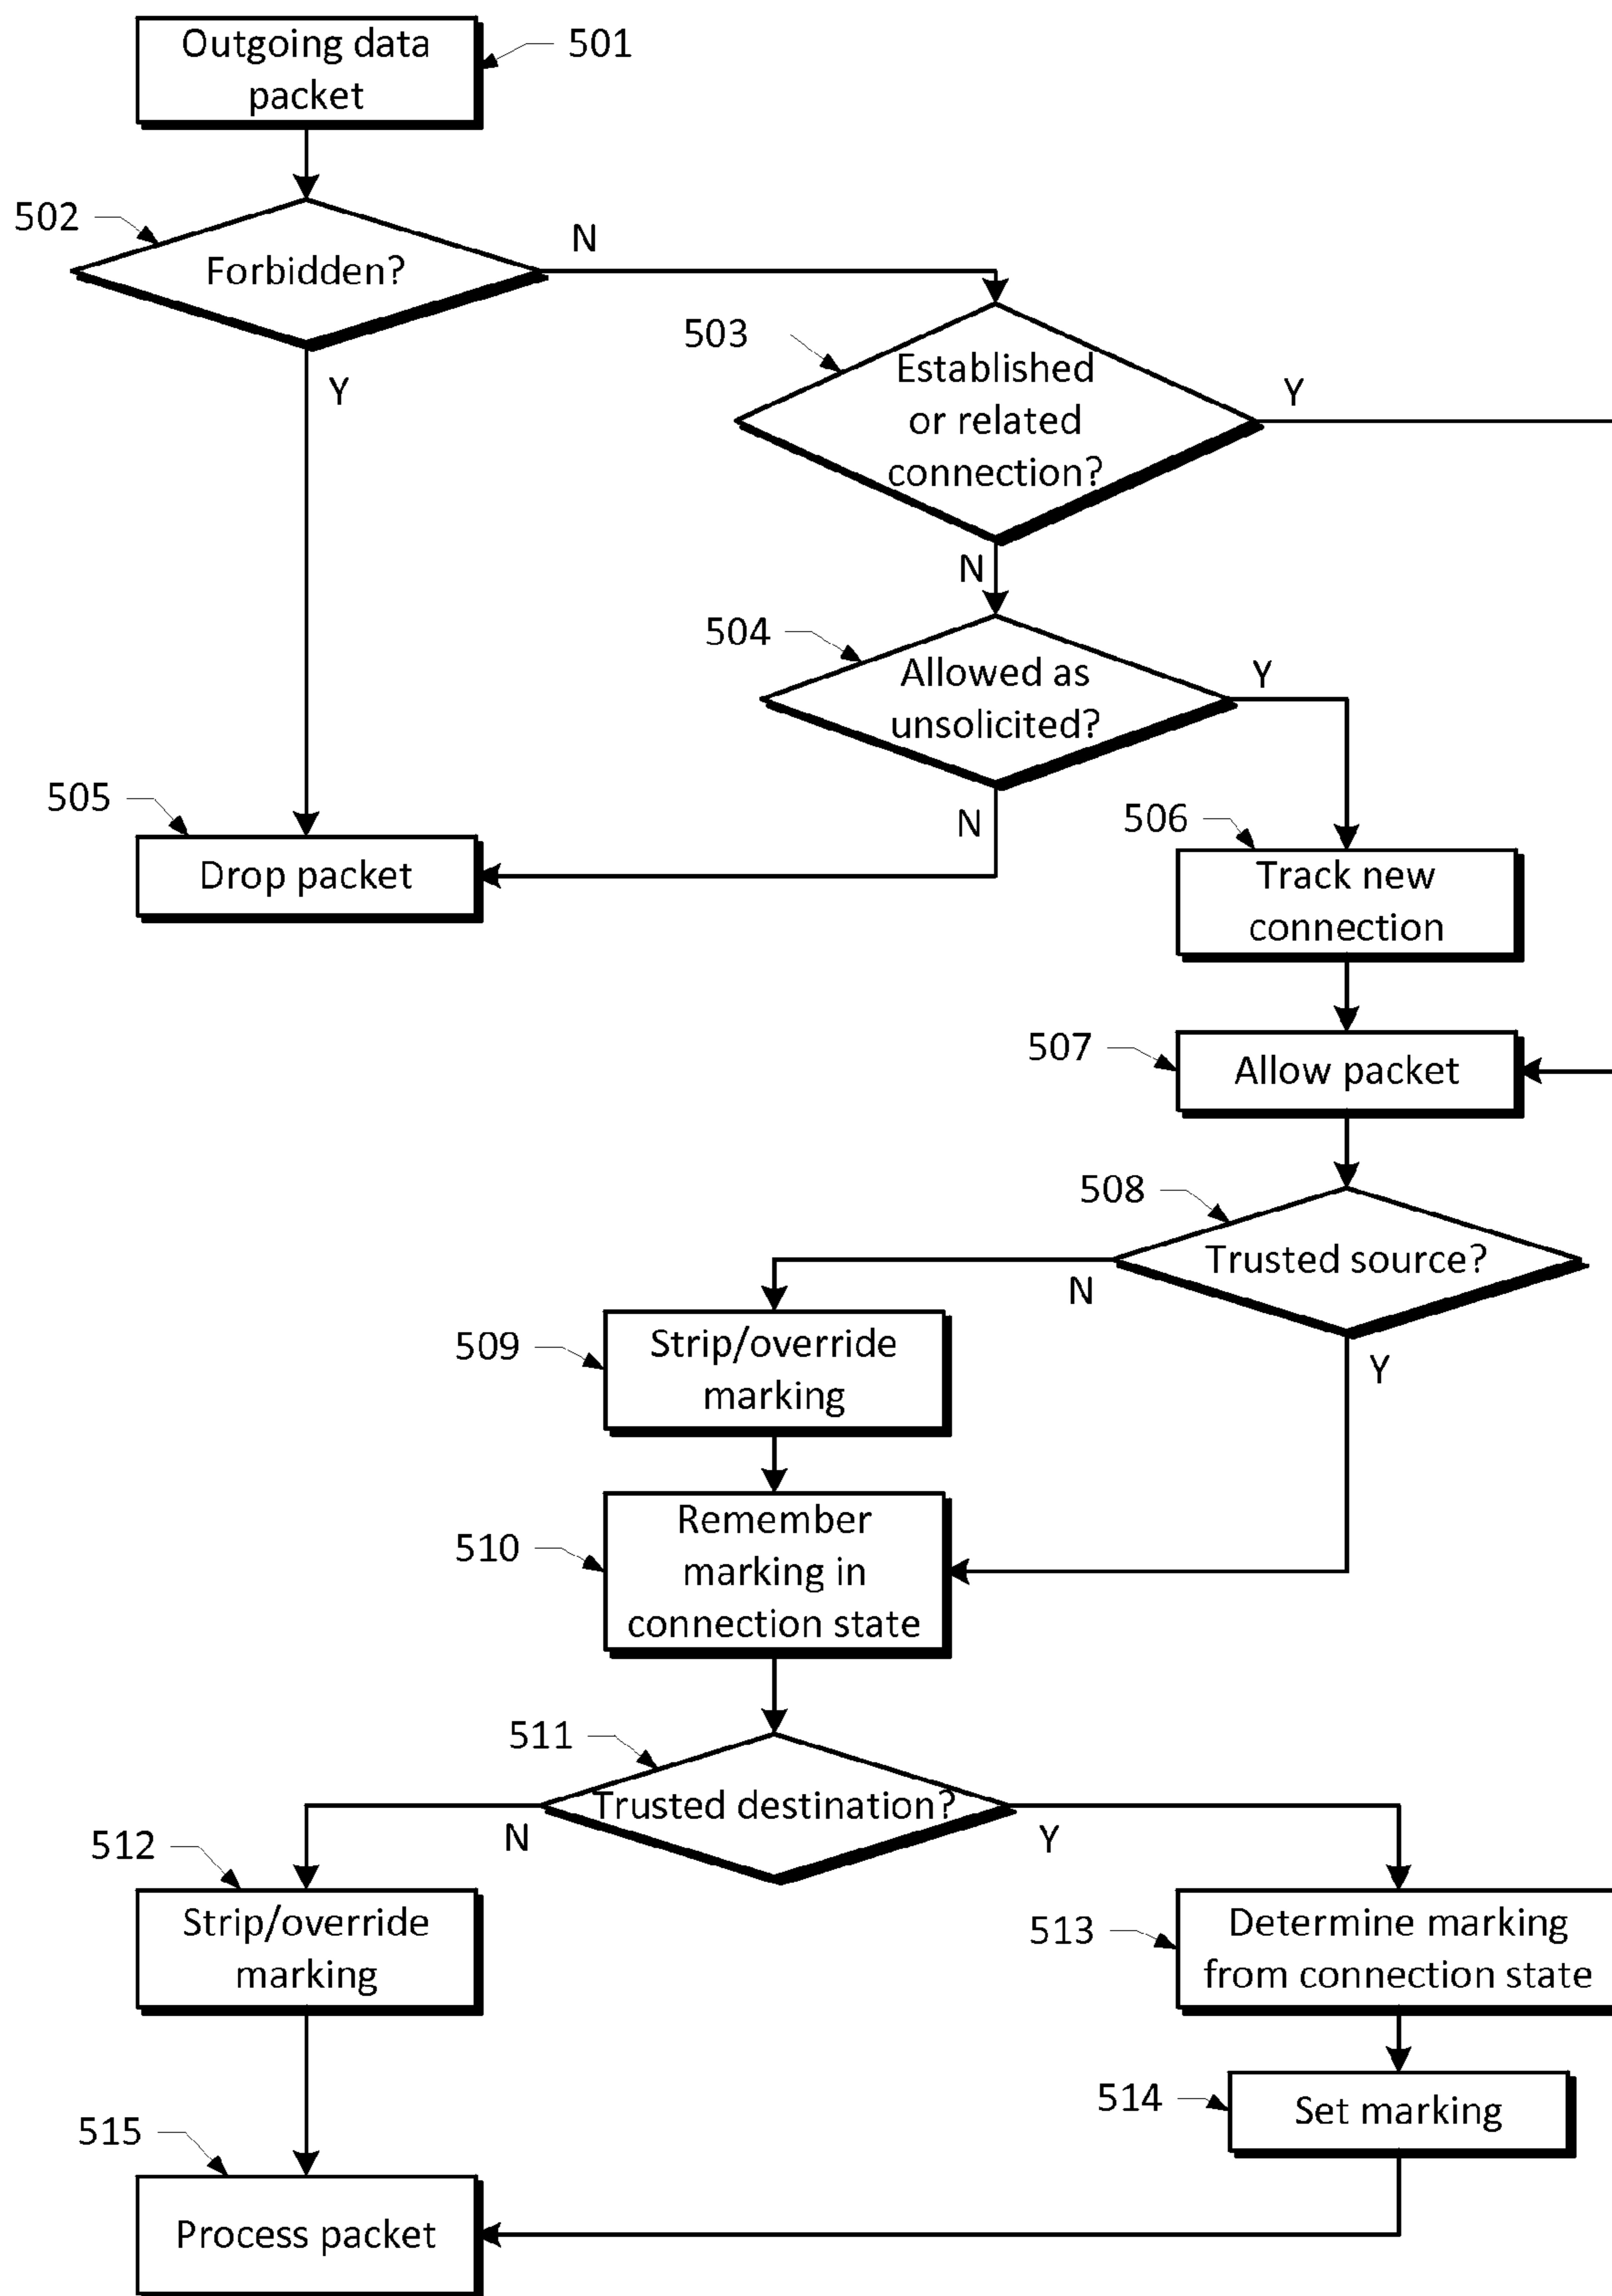 Outgoing data
packet
501
502
Forbidden?
N
Y
503
Established
or related
connection?
Y
N
504
Allowed as
unsolicited?
Y
N
505
Drop packet
506
Track new
connection
507
Allow packet
508
Trusted source?
N
Y
509
Strip/override
marking
510
Remember
marking in
connection state
511
Trusted destination?
N
Y
512
Strip/override
marking
513
Determine marking
from connection state
514
Set marking
515
Process packet